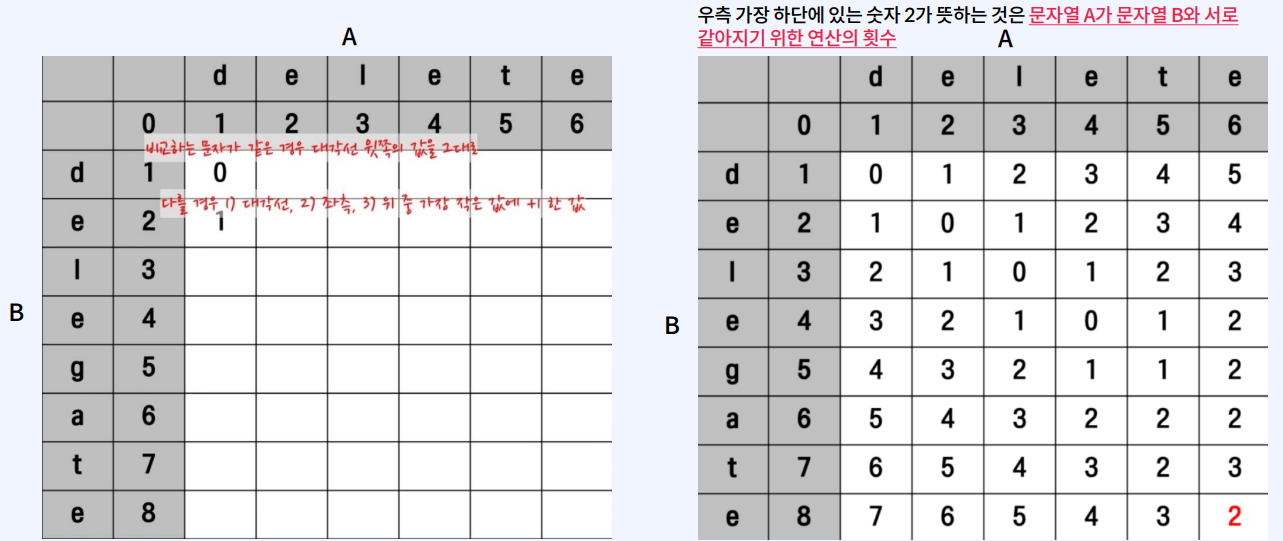 우측 가장 하단에 있는 숫자 2가 뜻하는 것은 문자열 A가 문자열 B와 서로
같아지기 위한 연산의 횟수
A
d e l e t e
0 1 2 3 4 5 6
비교하는 문자가 같은 경우 대각선 윗쪽의 값을 그대로
d 1 0
다를 경우 1) 대각선, 2) 좌측, 3) 위 중 가장 작은 값에 +1 한 값
e 2 1
l 3
B
e 4
g 5
a 6
t 7
e 8
A
d e l e t e
0 1 2 3 4 5 6
d 1 0 1 2 3 4 5
e 2 1 0 1 2 3 4
l 3 2 1 0 1 2 3
B
e 4 3 2 1 0 1 2
g 5 4 3 2 1 1 2
a 6 5 4 3 2 2 2
t 7 6 5 4 3 2 3
e 8 7 6 5 4 3 2